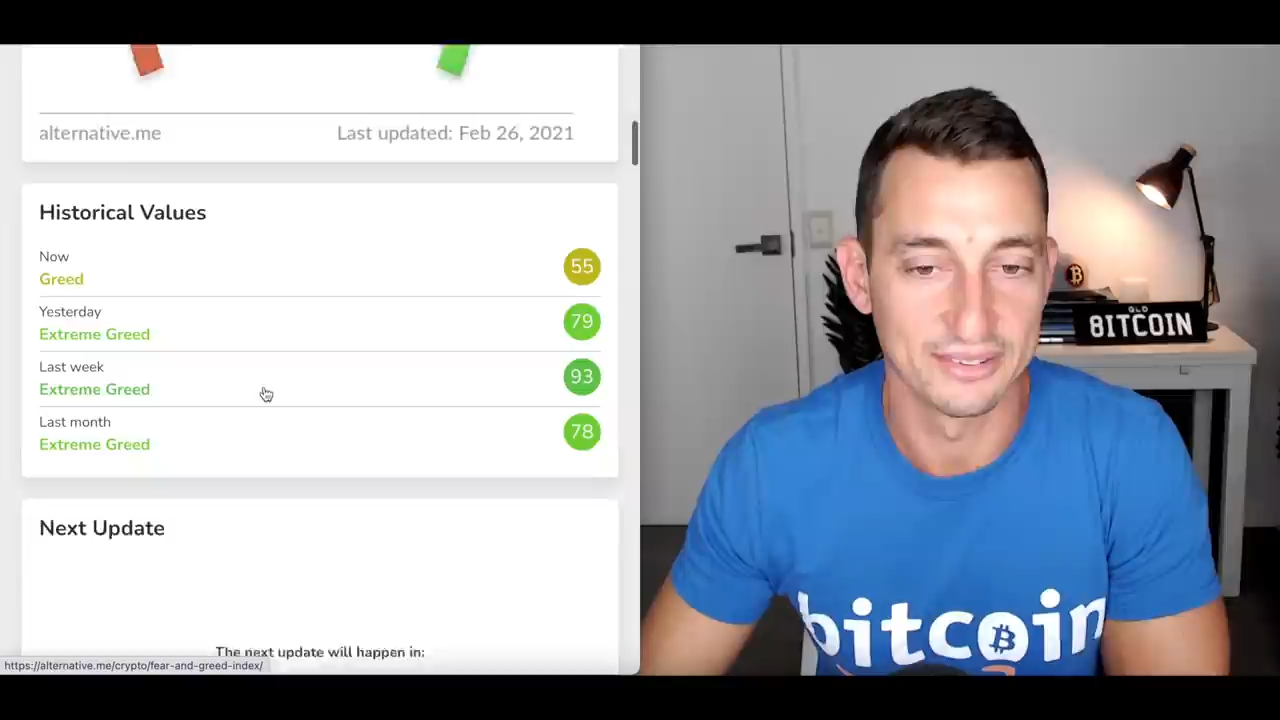 alternative.me
Last updated: Feb 26, 2021
Historical Values
Now
Greed
55
Yesterday
Extreme Greed
79
Last week
Extreme Greed
93
Last month
Extreme Greed
78
Next Update
The next update will happen in:
https://alternative.me/crypto/fear-and-greed-index/
QLD
8ITCOIN
bitcoin